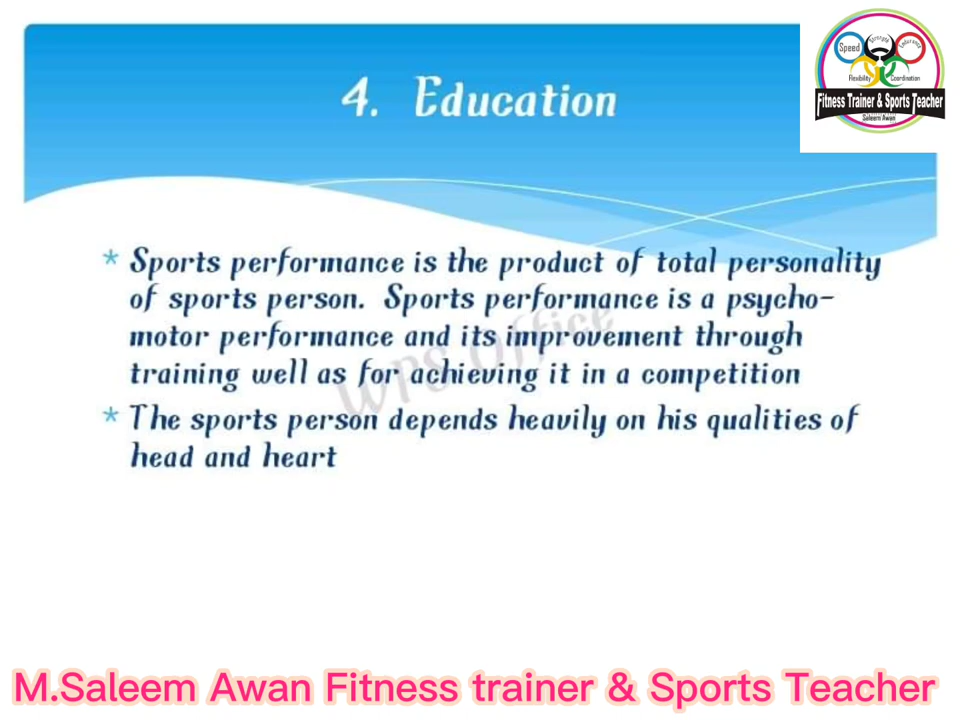 4. Education
Speed
Strength
Endurance
Flexibility
Coordination
Fitness Trainer & Sports Teacher
Saleem Awan
* Sports performance is the product of total personality
of sports person. Sports performance is a psycho-
motor performance and its improvement through
training well as for achieving it in a competition
* The sports person depends heavily on his qualities of
head and heart
WPS Office
M.Saleem Awan Fitness trainer & Sports Teacher